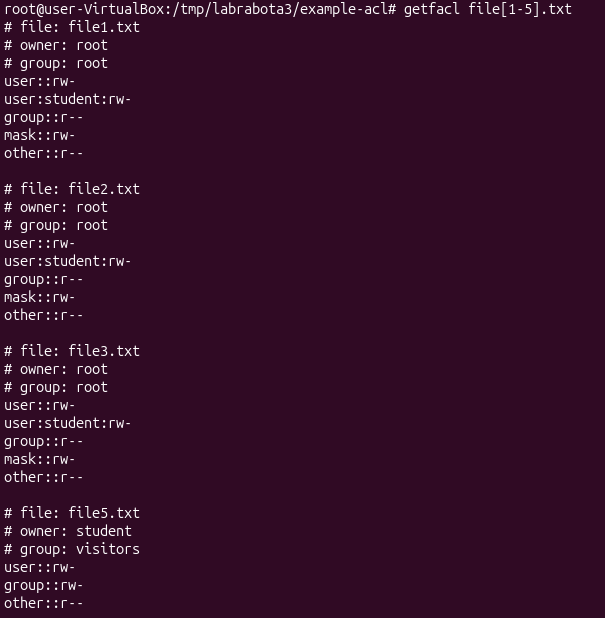 root@user-VirtualBox:/tmp/labrabota3/example-acl# getfacl file[1-5].txt
# file: file1.txt
# owner: root
# group: root
user::rw-
user:student:rw-
group::r--
mask::rw-
other::r--

# file: file2.txt
# owner: root
# group: root
user::rw-
user:student:rw-
group::r--
mask::rw-
other::r--

# file: file3.txt
# owner: root
# group: root
user::rw-
user:student:rw-
group::r--
mask::rw-
other::r--

# file: file5.txt
# owner: student
# group: visitors
user::rw-
group::rw-
other::r--